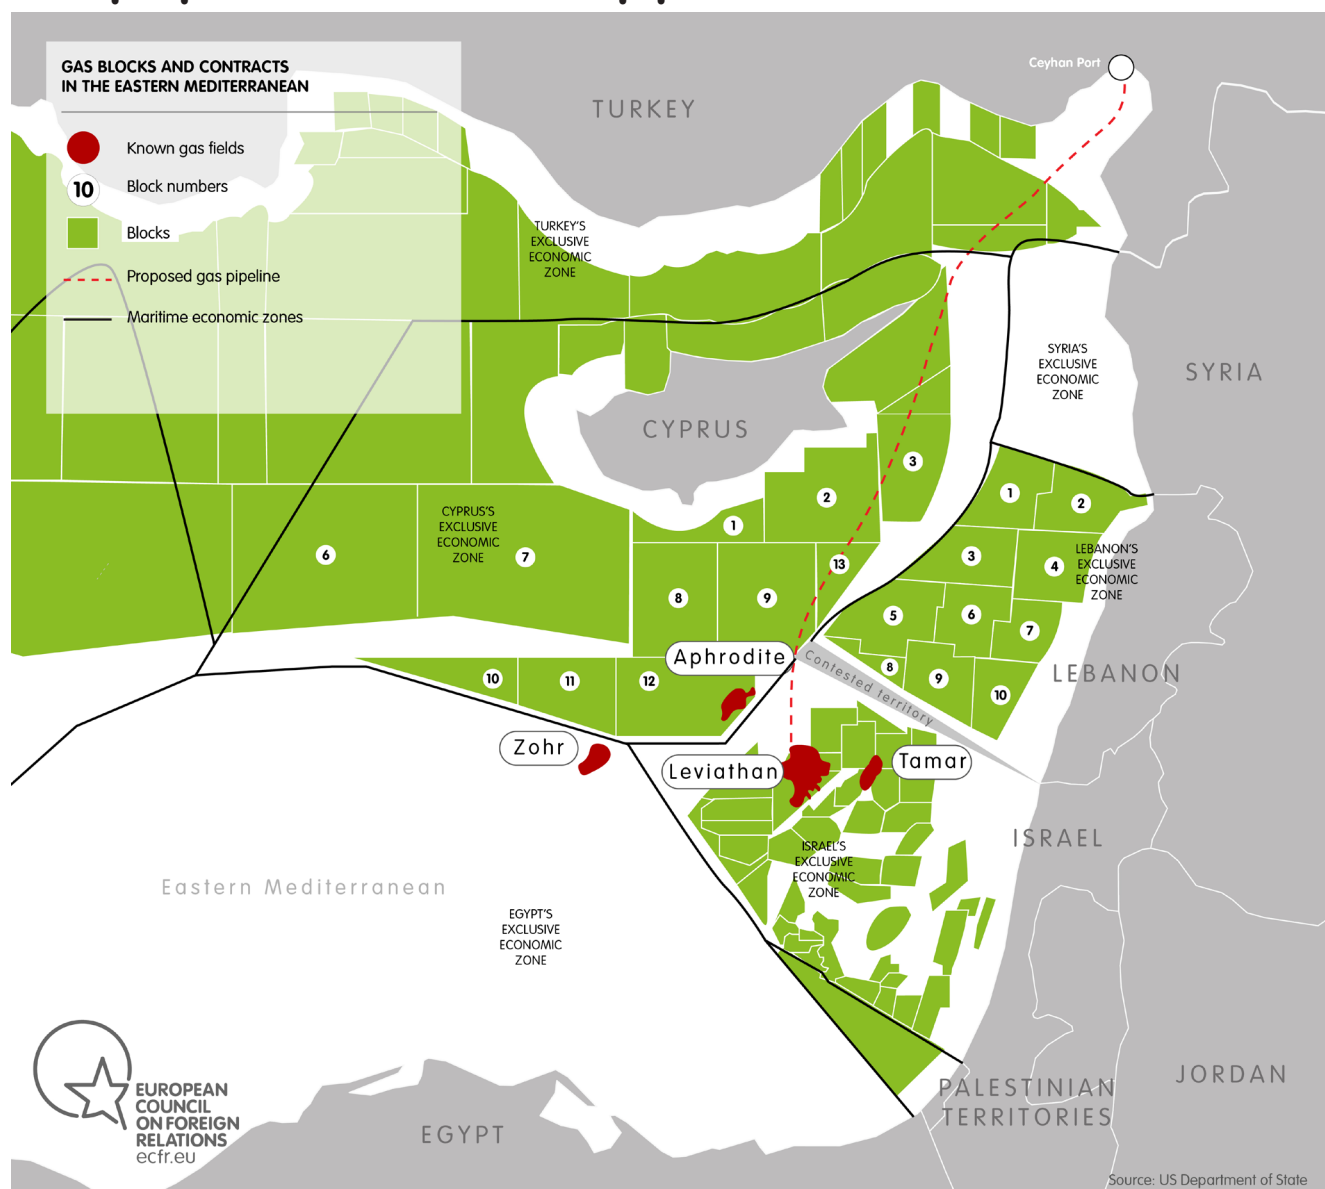 GAS BLOCKS AND CONTRACTS
IN THE EASTERN MEDITERRANEAN
Known gas fields
10
Block numbers
Blocks
Proposed gas pipeline
Maritime economic zones
Ceyhan Port
TURKEY
TURKEY'S
EXCLUSIVE
ECONOMIC
ZONE
SYRIA'S
EXCLUSIVE
ECONOMIC
ZONE
SYRIA
CYPRUS
3
2
1
1
2
CYPRUS'S
EXCLUSIVE
ECONOMIC
ZONE
6
7
13
8
9
3
4
LEBANON'S
EXCLUSIVE
ECONOMIC
ZONE
5
6
7
8
9
10
LEBANON
Aphrodite
Contested territory
10
11
12
Zohr
Leviathan
Tamar
ISRAEL
ISRAEL'S
EXCLUSIVE
ECONOMIC
ZONE
Eastern Mediterranean
EGYPT'S
EXCLUSIVE
ECONOMIC
ZONE
PALESTINIAN
TERRITORIES
JORDAN
EGYPT
EUROPEAN
COUNCIL
ON FOREIGN
RELATIONS
ecfr.eu
Source: US Department of State